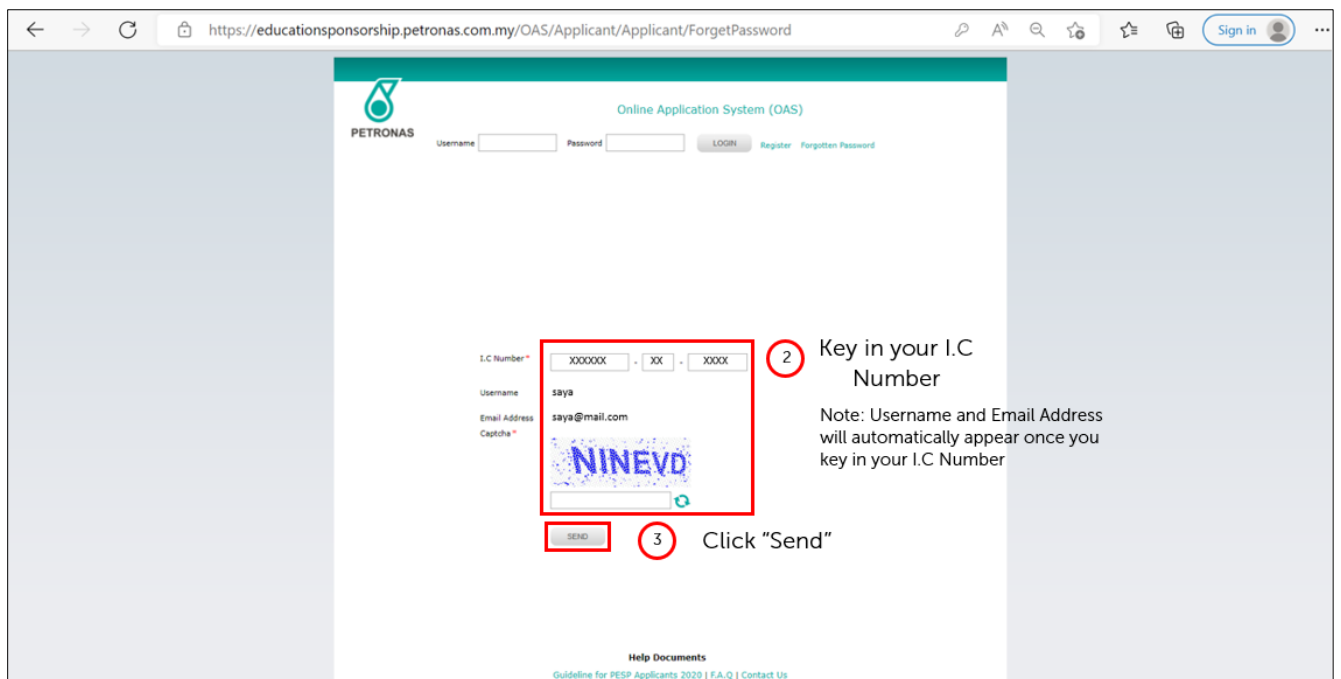 https://educationsponsorship.petronas.com.my/OAS/Applicant/Applicant/ForgetPassword
Sign in
PETRONAS
Online Application System (OAS)
Username
Password
LOGIN
Register
Forgotten Password
I.C Number*
XXXXXX - XX - XXXX
2
Key in your I.C
Number
Username
saya
Email Address
saya@mail.com
Note: Username and Email Address
will automatically appear once you
key in your I.C Number
Captcha*
NINEVD
SEND
3
Click “Send”
Help Documents
Guideline for PESP Applicants 2020 | F.A.Q | Contact Us